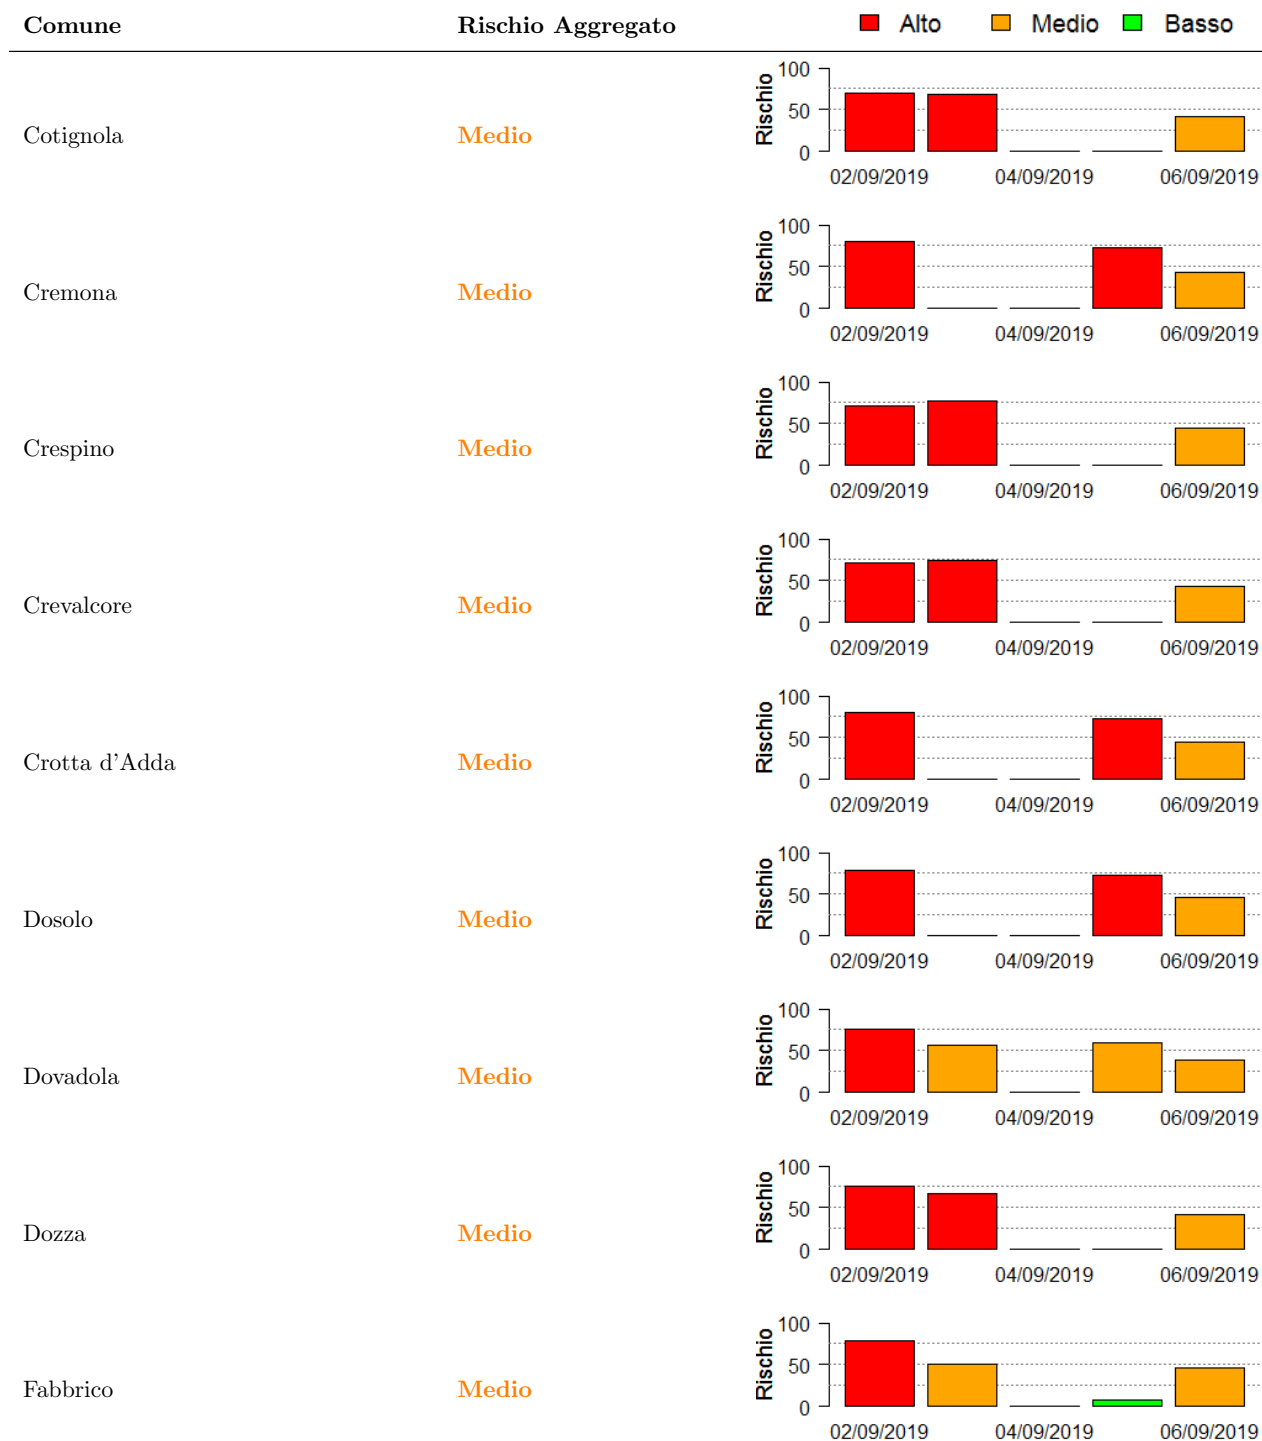 Comune Rischio Aggregato Alto Medio Basso
Cotignola Medio
Rischio
100
50
0
02/09/2019 04/09/2019 06/09/2019
Cremona Medio
Rischio
100
50
0
02/09/2019 04/09/2019 06/09/2019
Crespino Medio
Rischio
100
50
0
02/09/2019 04/09/2019 06/09/2019
Crevalcore Medio
Rischio
100
50
0
02/09/2019 04/09/2019 06/09/2019
Crotta d’Adda Medio
Rischio
100
50
0
02/09/2019 04/09/2019 06/09/2019
Dosolo Medio
Rischio
100
50
0
02/09/2019 04/09/2019 06/09/2019
Dovadola Medio
Rischio
100
50
0
02/09/2019 04/09/2019 06/09/2019
Dozza Medio
Rischio
100
50
0
02/09/2019 04/09/2019 06/09/2019
Fabbrico Medio
Rischio
100
50
0
02/09/2019 04/09/2019 06/09/2019